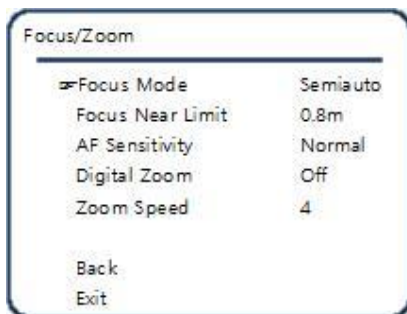 Focus/Zoom
☞Focus Mode Semiauto
Focus Near Limit 0.8m
AF Sensitivity Normal
Digital Zoom Off
Zoom Speed 4
Back
Exit